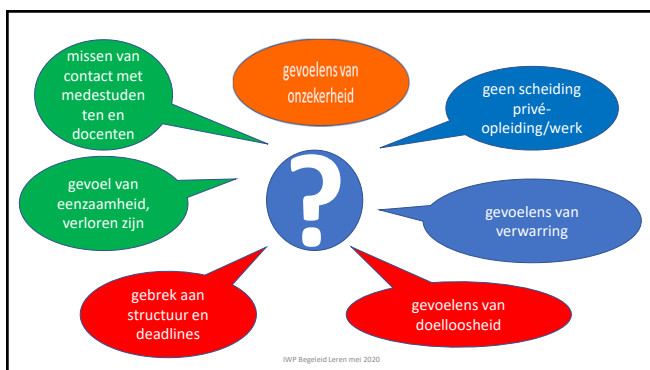 missen van
contact met
medestuden
ten en
docenten
gevoelens van
onzekerheid
geen scheiding
privé-
opleiding/werk
gevoel van
eenzaamheid,
verloren zijn
?
gevoelens van
verwarring
gebrek aan
structuur en
deadlines
gevoelens van
doelloosheid
IWP Begeleid Leren mei 2020